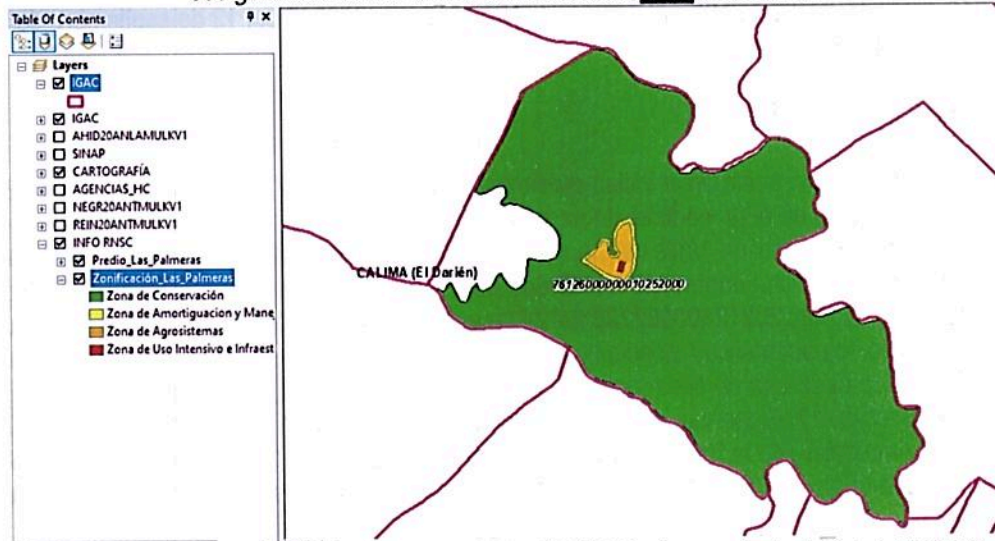 Table Of Contents
Layers
IGAC
IGAC
AHID20ANLAMULKV1
SINAP
CARTOGRAFÍA
AGENCIAS_HC
NEGR20ANTMULKV1
REIN20ANTMULKV1
INFO RNSC
Predio_Las_Palmeras
Zonificación_Las_Palmeras
Zona de Conservación
Zona de Amortiguacion y Mane
Zona de Agrosistemas
Zona de Uso Intensivo e Infraest
CALIMA (El Darién)